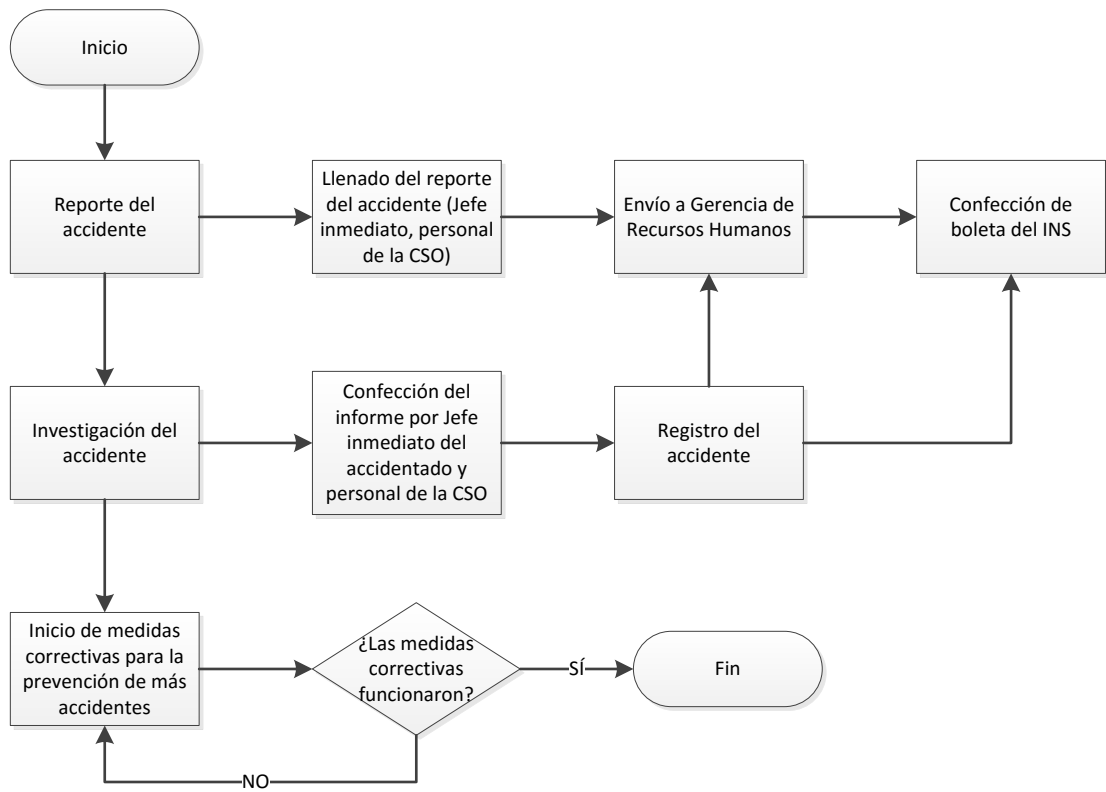 Inicio
Reporte del
accidente
Llenado del reporte
del accidente (Jefe
inmediato, personal
de la CSO)
Envío a Gerencia de
Recursos Humanos
Confección de
boleta del INS
Investigación del
accidente
Confección del
informe por Jefe
inmediato del
accidentado y
personal de la CSO
Registro del
accidente
Inicio de medidas
correctivas para la
prevención de más
accidentes
¿Las medidas
correctivas
funcionaron?
SÍ
Fin
NO